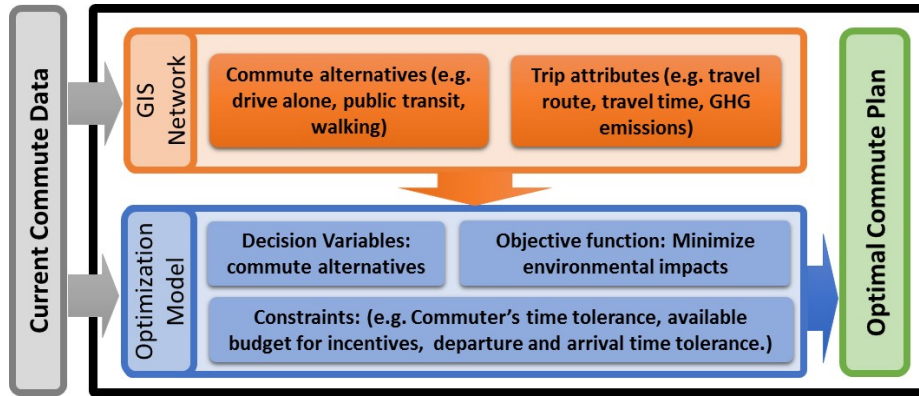 Current Commute Data
GIS
Network
Commute alternatives (e.g.
drive alone, public transit,
walking)
Trip attributes (e.g. travel
route, travel time, GHG
emissions)
Optimization
Model
Decision Variables:
commute alternatives
Objective function: Minimize
environmental impacts
Constraints: (e.g. Commuter's time tolerance, available
budget for incentives, departure and arrival time tolerance.)
Optimal Commute Plan